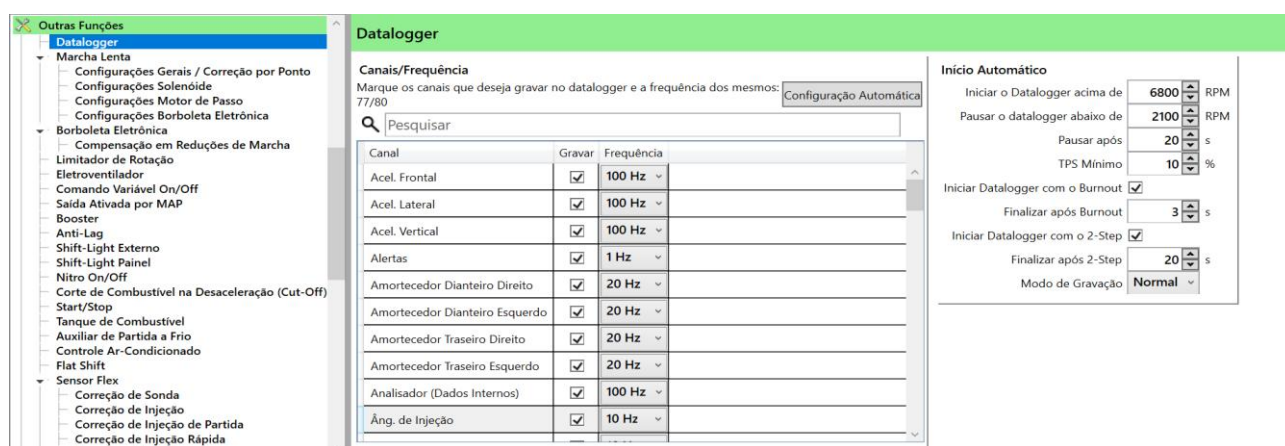 Outras Funções
Datalogger
Marcha Lenta
Configurações Gerais / Correção por Ponto
Configurações Solenóide
Configurações Motor de Passo
Configurações Borboleta Eletrônica
Borboleta Eletrônica
Compensação em Reduções de Marcha
Limitador de Rotação
Eletroventilador
Comando Variável On/Off
Saída Ativada por MAP
Booster
Anti-Lag
Shift-Light Externo
Shift-Light Painel
Nitro On/Off
Corte de Combustível na Desaceleração (Cut-Off)
Start/Stop
Tanque de Combustível
Auxiliar de Partida a Frio
Controle Ar-Condicionado
Flat Shift
Sensor Flex
Correção de Sonda
Correção de Injeção
Correção de Injeção de Partida
Correção de Injeção Rápida
Datalogger
Canais/Frequência
Marque os canais que deseja gravar no datalogger e a frequência dos mesmos:
77/80
Configuração Automática
Pesquisar
Canal Gravar Frequência
Acel. Frontal 100 Hz
Acel. Lateral 100 Hz
Acel. Vertical 100 Hz
Alertas 1 Hz
Amortecedor Dianteiro Direito 20 Hz
Amortecedor Dianteiro Esquerdo 20 Hz
Amortecedor Traseiro Direito 20 Hz
Amortecedor Traseiro Esquerdo 20 Hz
Analisador (Dados Internos) 100 Hz
Âng. de Injeção 10 Hz
Início Automático
Iniciar o Datalogger acima de 6800 RPM
Pausar o datalogger abaixo de 2100 RPM
Pausar após 20 s
TPS Mínimo 10 %
Iniciar Datalogger com o Burnout
Finalizar após Burnout 3 s
Iniciar Datalogger com o 2-Step
Finalizar após 2-Step 20 s
Modo de Gravação Normal